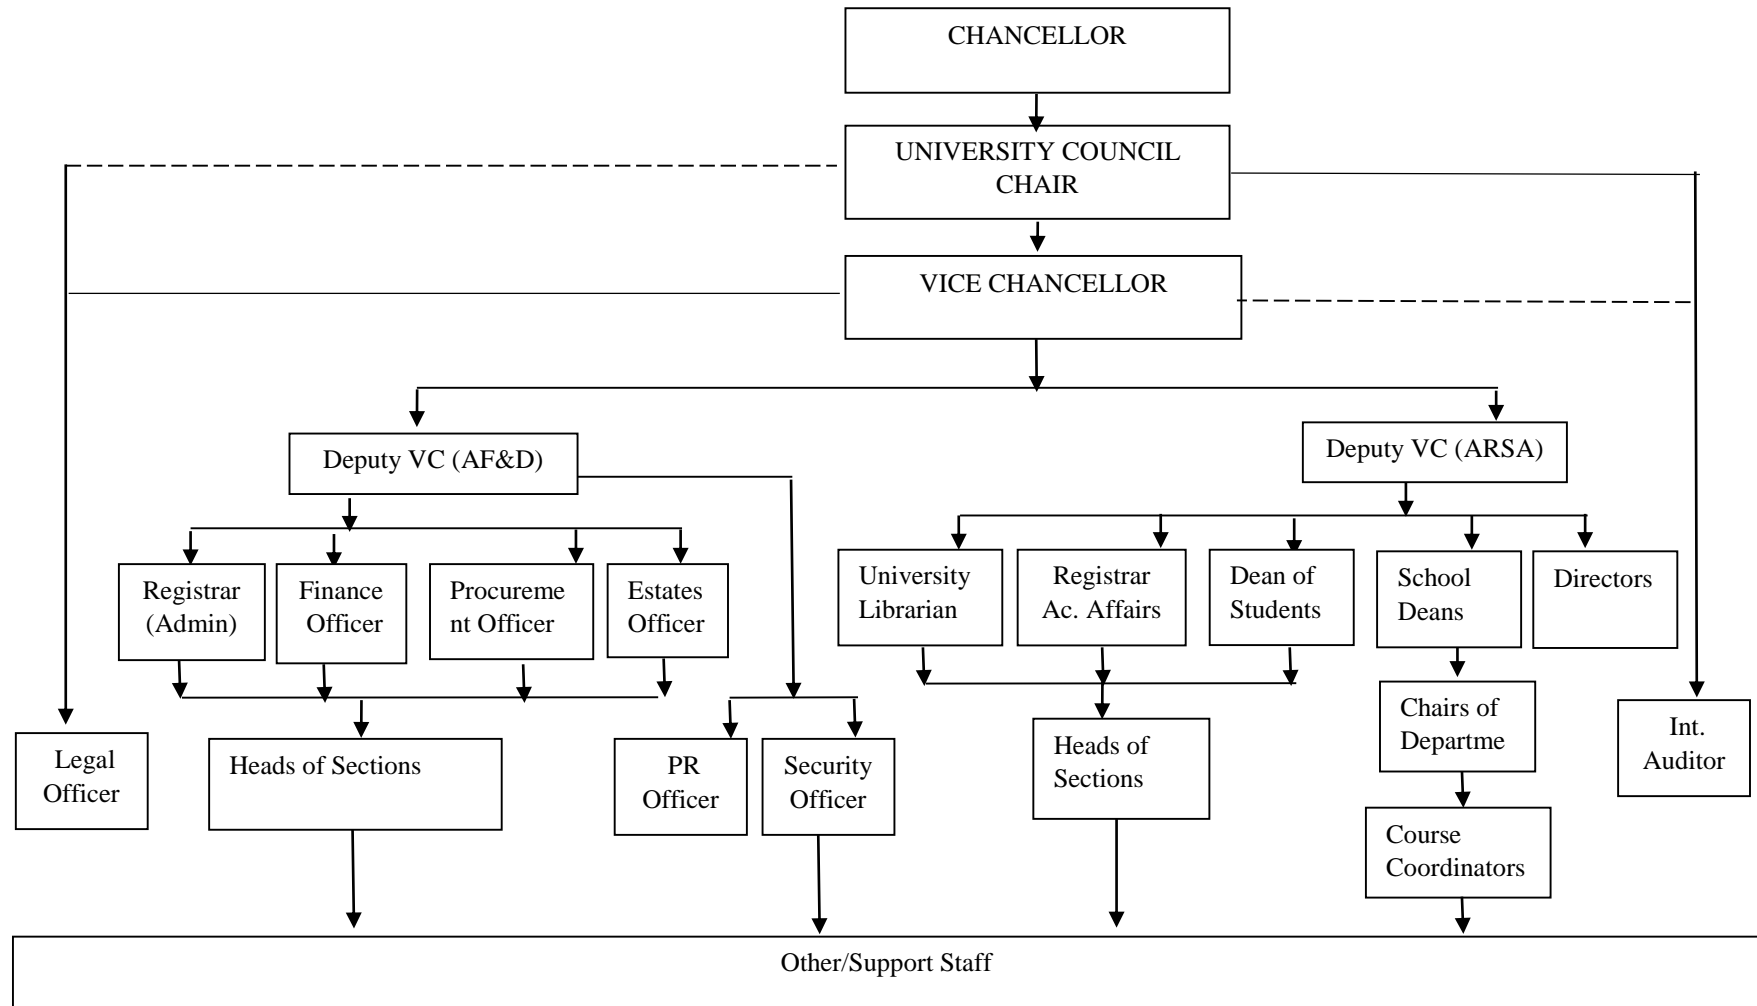 CHANCELLOR
UNIVERSITY COUNCIL
CHAIR
VICE CHANCELLOR
Deputy VC (AF&D)
Deputy VC (ARSA)
Registrar
(Admin)
Finance
Officer
Procureme
nt Officer
Estates
Officer
University
Librarian
Registrar
Ac. Affairs
Dean of
Students
School
Deans
Directors
Legal
Officer
Heads of Sections
PR
Officer
Security
Officer
Heads of
Sections
Chairs of
Departme
Int.
Auditor
Course
Coordinators
Other/Support Staff